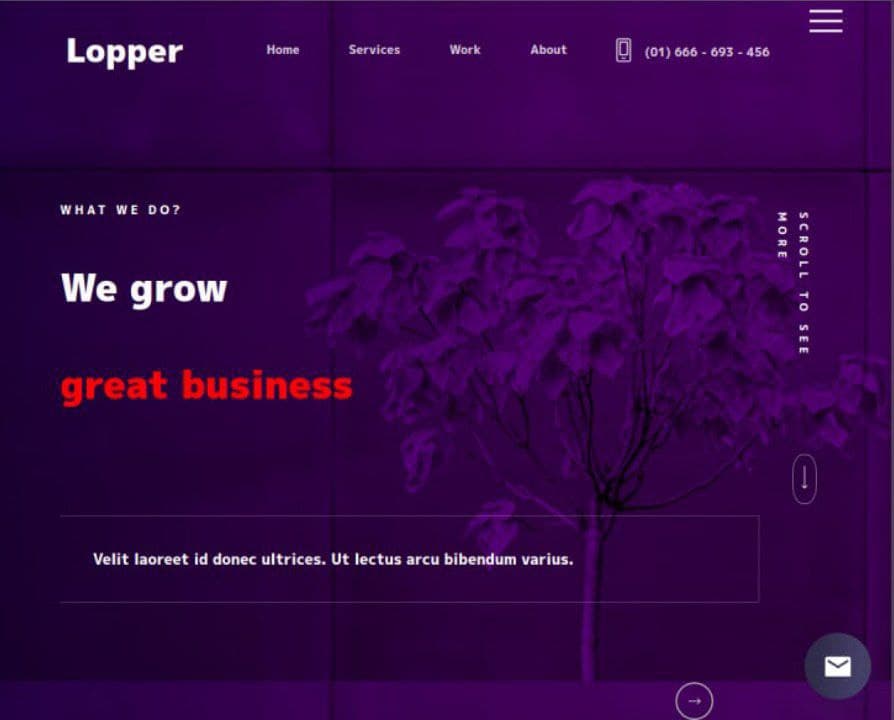 Lopper
Home
Services
Work
About
(01) 666 - 693 - 456
WHAT WE DO?
We grow
great business
SCROLL TO SEE
MORE
Velit laoreet id donec ultrices. Ut lectus arcu bibendum varius.